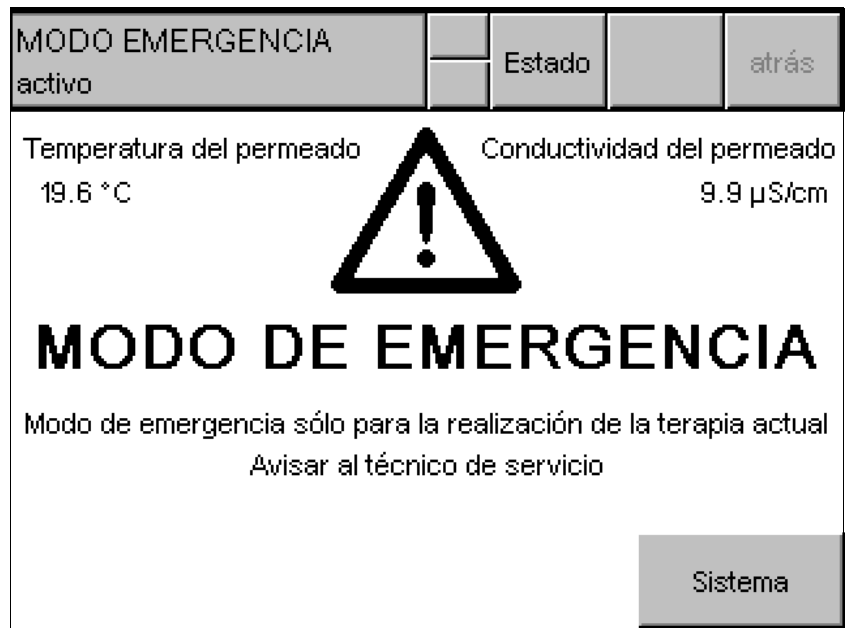 MODO EMERGENCIA
activo
Estado
atrás
Temperatura del permeado
Conductividad del permeado
19.6 °C
9.9 µS/cm
MODO DE EMERGENCIA
Modo de emergencia sólo para la realización de la terapia actual
Avisar al técnico de servicio
Sistema